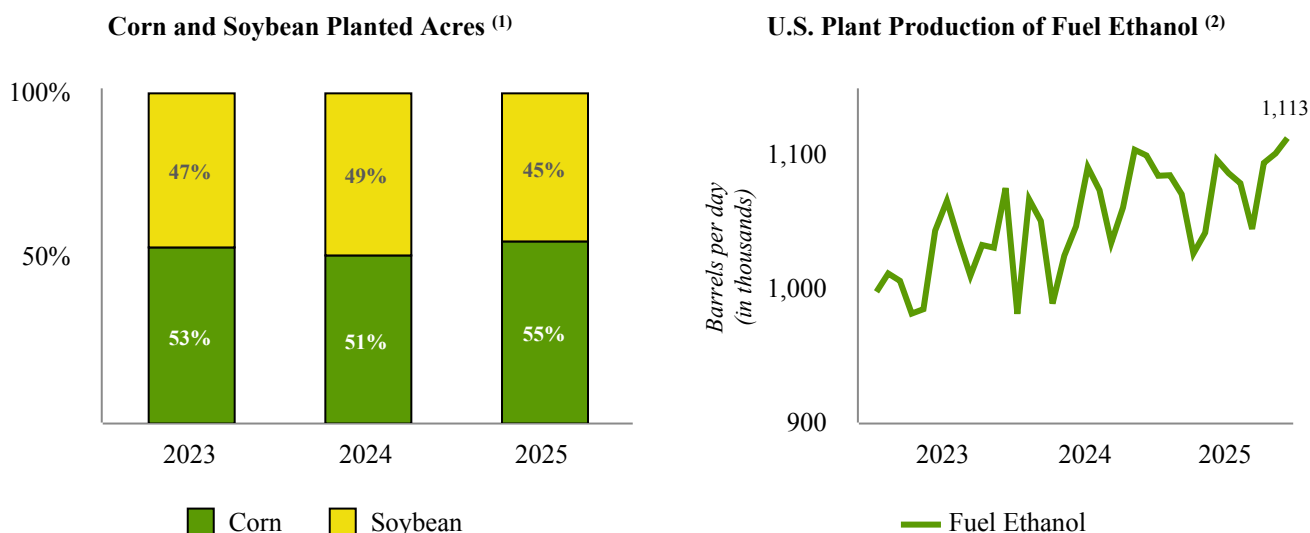 Corn and Soybean Planted Acres (1)
100%
50%
47%
49%
45%
53%
51%
55%
2023
2024
2025
Corn
Soybean
U.S. Plant Production of Fuel Ethanol (2)
Barrels per day
(in thousands)
1,113
1,100
1,000
900
2023
2024
2025
Fuel Ethanol